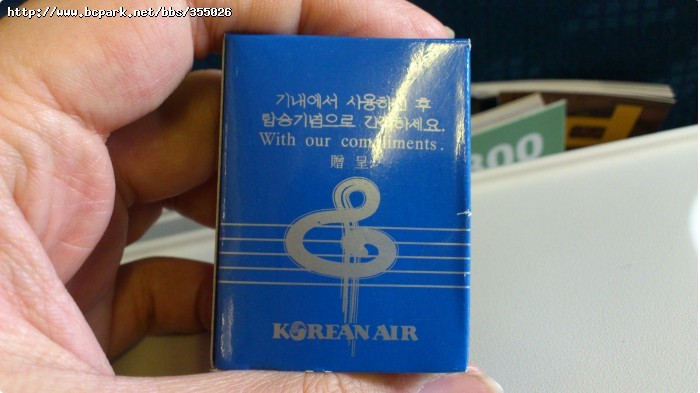 http://www.bcpark.net/bbs/355026
기내에서 사용하신 후
탑승기념으로 간직하세요.
With our compliments.
贈呈
KOREAN AIR
300